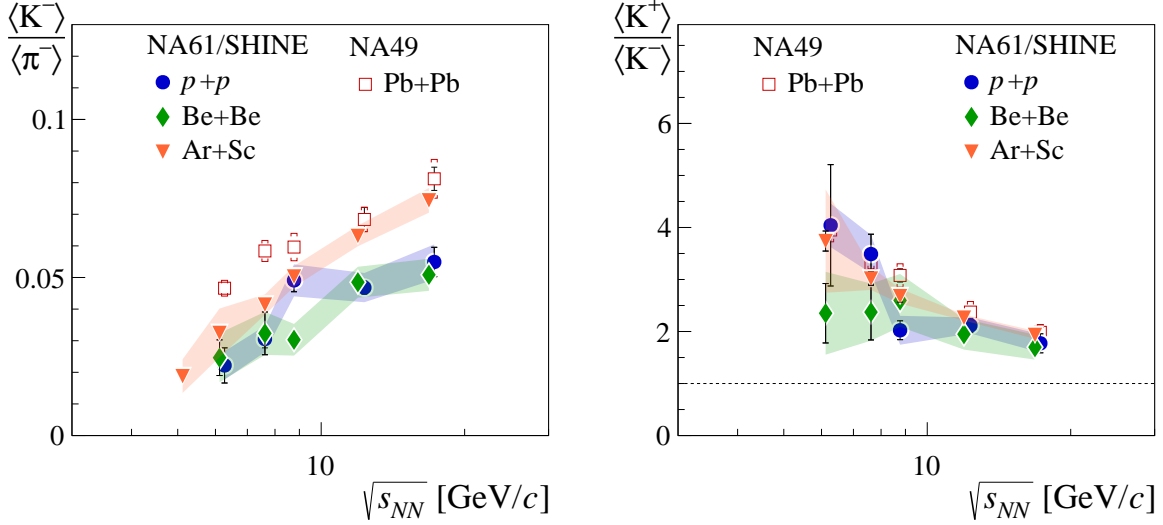 ⟨K⁻⟩
⟨π⁻⟩
NA61/SHINE
NA49
p+p
Pb+Pb
Be+Be
Ar+Sc
0.1
0.05
0
10
√s_NN [GeV/c]
⟨K⁺⟩
⟨K⁻⟩
NA49
NA61/SHINE
Pb+Pb
p+p
Be+Be
Ar+Sc
6
4
2
0
10
√s_NN [GeV/c]